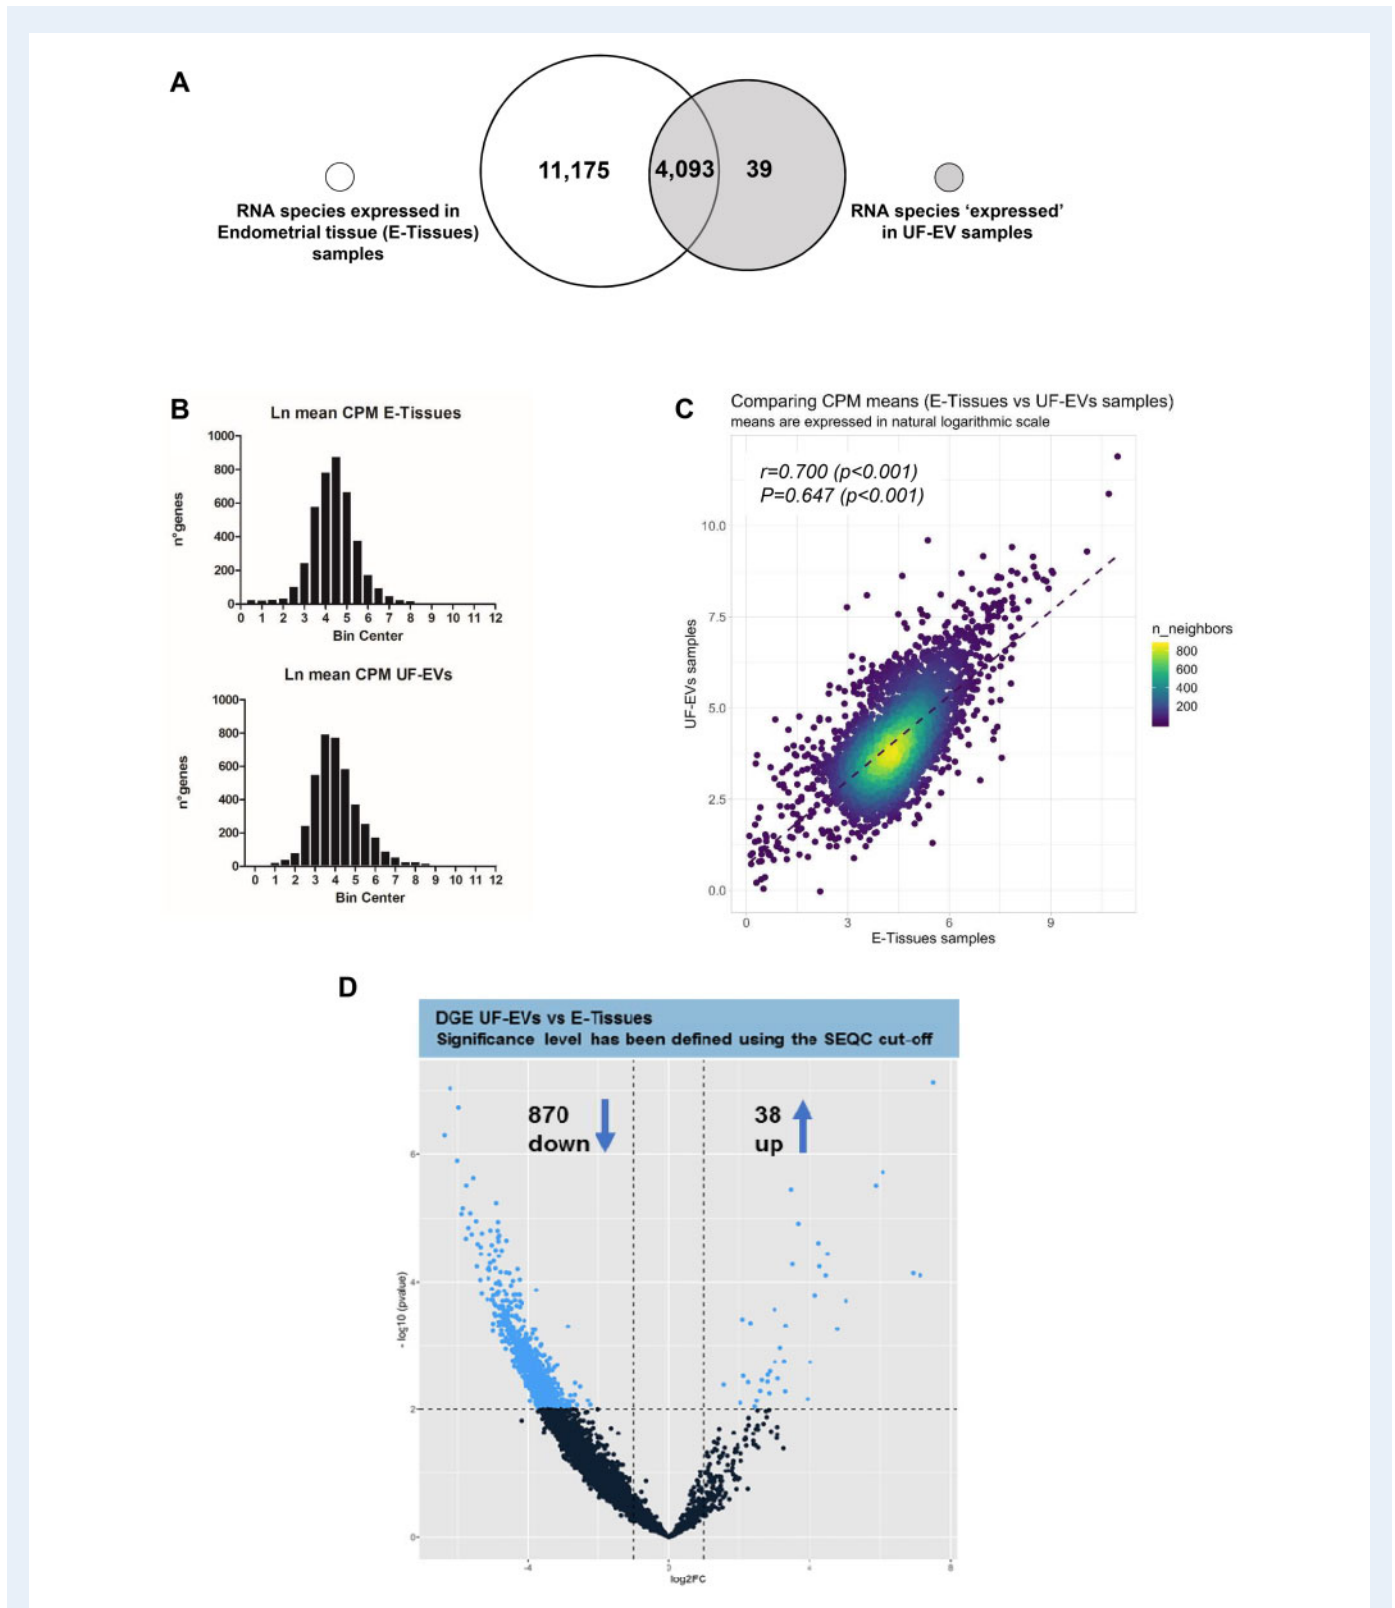 A
11,175
4,093
39
RNA species expressed in
Endometrial tissue (E-Tissues)
samples
RNA species ‘expressed’
in UF-EV samples
B
Ln mean CPM E-Tissues
1000
800
600
400
200
0
n°genes
0 1 2 3 4 5 6 7 8 9 10 11 12
Bin Center
Ln mean CPM UF-EVs
1000
800
600
400
200
0
n°genes
0 1 2 3 4 5 6 7 8 9 10 11 12
Bin Center
C
Comparing CPM means (E-Tissues vs UF-EVs samples)
means are expressed in natural logarithmic scale
r=0.700 (p<0.001)
P=0.647 (p<0.001)
10.0
7.5
5.0
2.5
0.0
UF-EVs samples
0 3 6 9
E-Tissues samples
n_neighbors
800
600
400
200
D
DGE UF-EVs vs E-Tissues
Significance level has been defined using the SEQC cut-off
870
down
38
up
6
4
2
0
- log10 (pvalue)
-4 0 4 8
log2FC